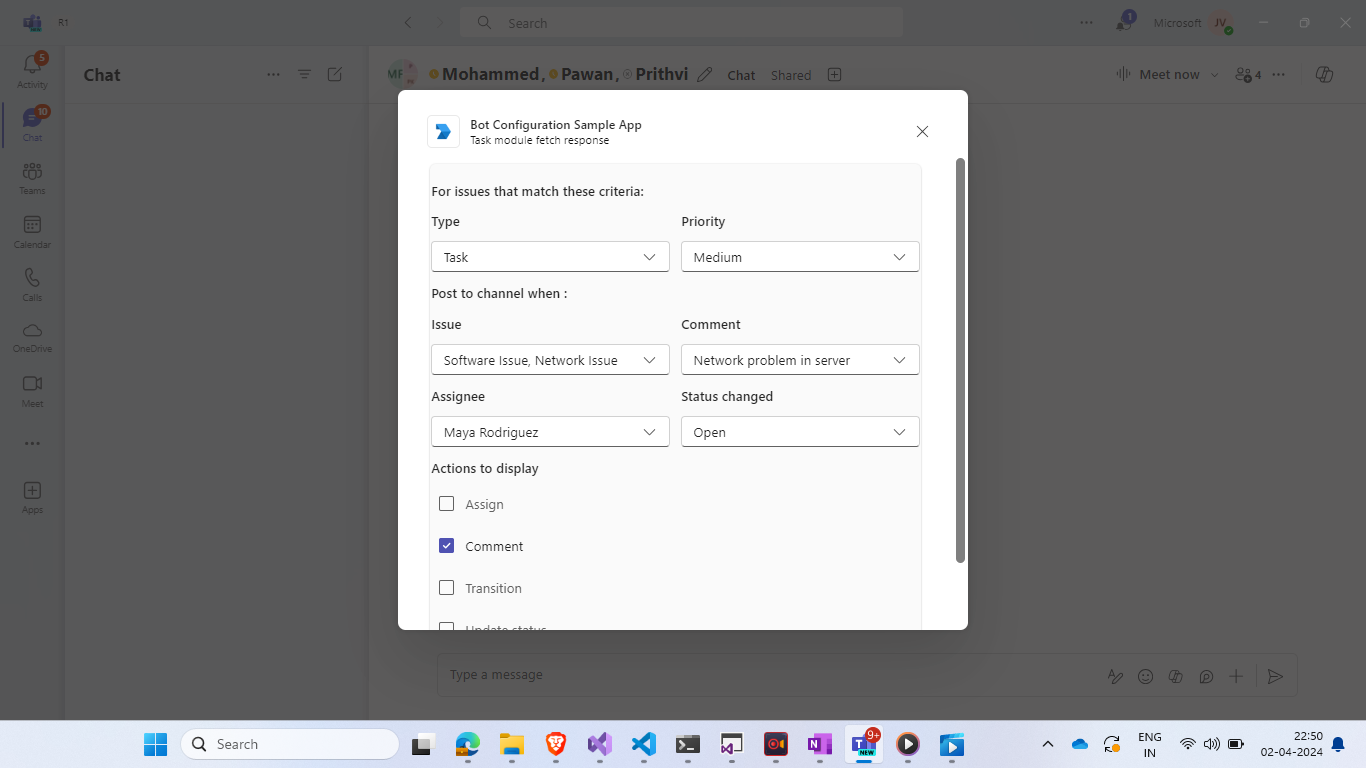 R1
Search
1
Microsoft
JV
5
Activity
10
Chat
Teams
Calendar
Calls
OneDrive
Meet
Apps
Chat
Mohammed, Pawan, Prithvi
Chat
Shared
Meet now
4
Bot Configuration Sample App
Task module fetch response
For issues that match these criteria:
Type
Priority
Task
Medium
Post to channel when :
Issue
Comment
Software Issue, Network Issue
Network problem in server
Assignee
Status changed
Maya Rodriguez
Open
Actions to display
Assign
Comment
Transition
Update status
Type a message
Search
9+
NEW
ENG
IN
22:50
02-04-2024